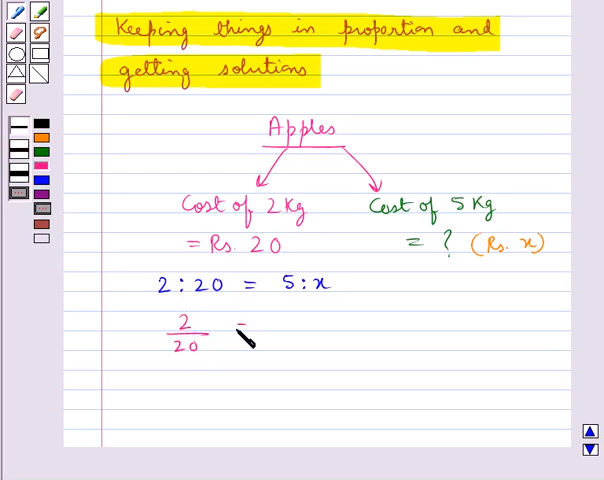 Keeping things in proportion and
getting solutions
Apples
Cost of 2 Kg
= Rs. 20
Cost of 5 Kg
= ? (Rs. x)
2 : 20 = 5 : x
2/20 =